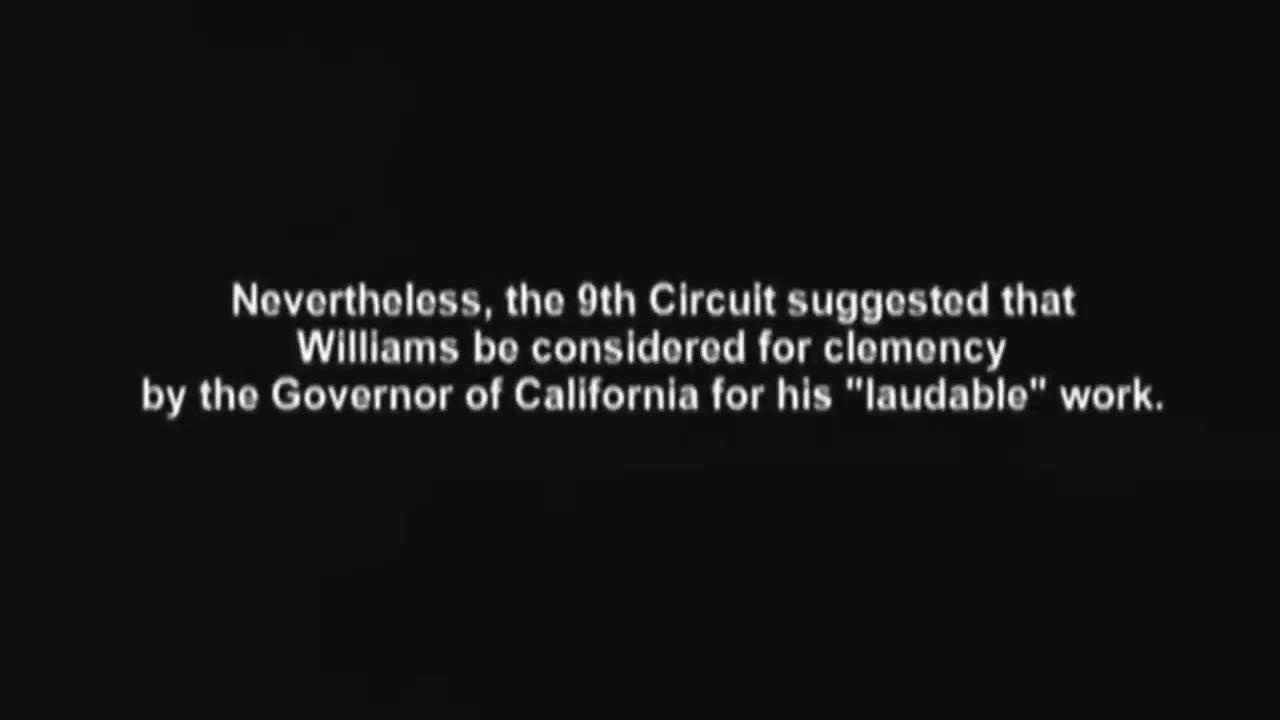 Nevertheless, the 9th Circuit suggested that
Williams be considered for clemency
by the Governor of California for his "laudable" work.